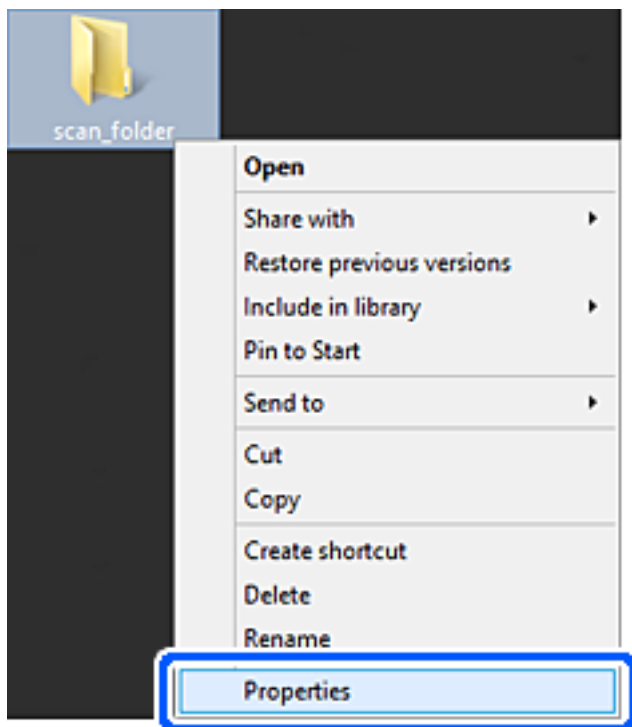 scan_folder
Open
Share with
Restore previous versions
Include in library
Pin to Start
Send to
Cut
Copy
Create shortcut
Delete
Rename
Properties